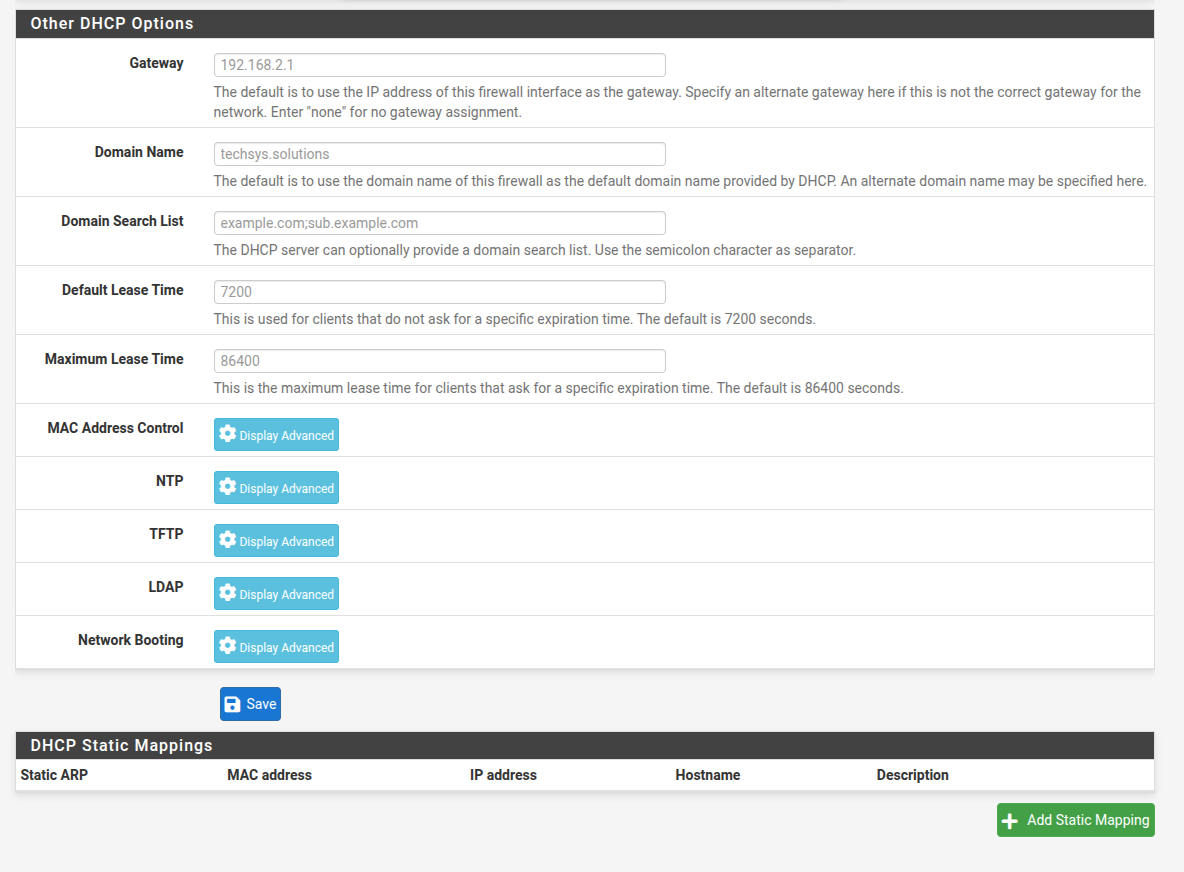 Other DHCP Options
Gateway
192.168.2.1
The default is to use the IP address of this firewall interface as the gateway. Specify an alternate gateway here if this is not the correct gateway for the
network. Enter "none" for no gateway assignment.
Domain Name
techsys.solutions
The default is to use the domain name of this firewall as the default domain name provided by DHCP. An alternate domain name may be specified here.
Domain Search List
example.com;sub.example.com
The DHCP server can optionally provide a domain search list. Use the semicolon character as separator.
Default Lease Time
7200
This is used for clients that do not ask for a specific expiration time. The default is 7200 seconds.
Maximum Lease Time
86400
This is the maximum lease time for clients that ask for a specific expiration time. The default is 86400 seconds.
MAC Address Control
Display Advanced
NTP
Display Advanced
TFTP
Display Advanced
LDAP
Display Advanced
Network Booting
Display Advanced
Save
DHCP Static Mappings
Static ARP MAC address IP address Hostname Description
Add Static Mapping